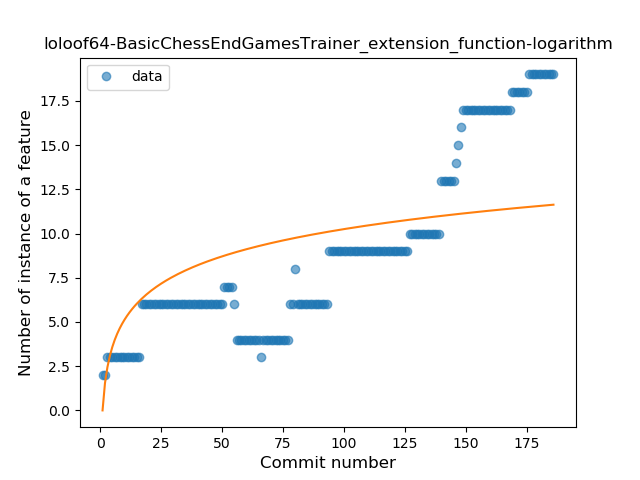 loloof64-BasicChessEndGamesTrainer_extension_function-logarithm
data
Number of instance of a feature
17.5
15.0
12.5
10.0
7.5
5.0
2.5
0.0
0 25 50 75 100 125 150 175
Commit number